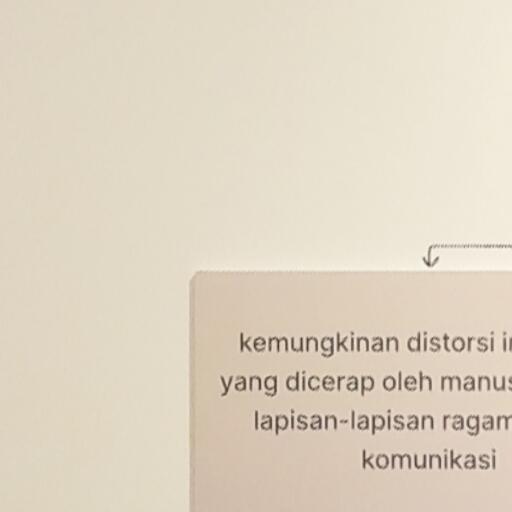 kemungkinan distorsi
yang dicerap oleh
lapisan-lapisan
komunikasi